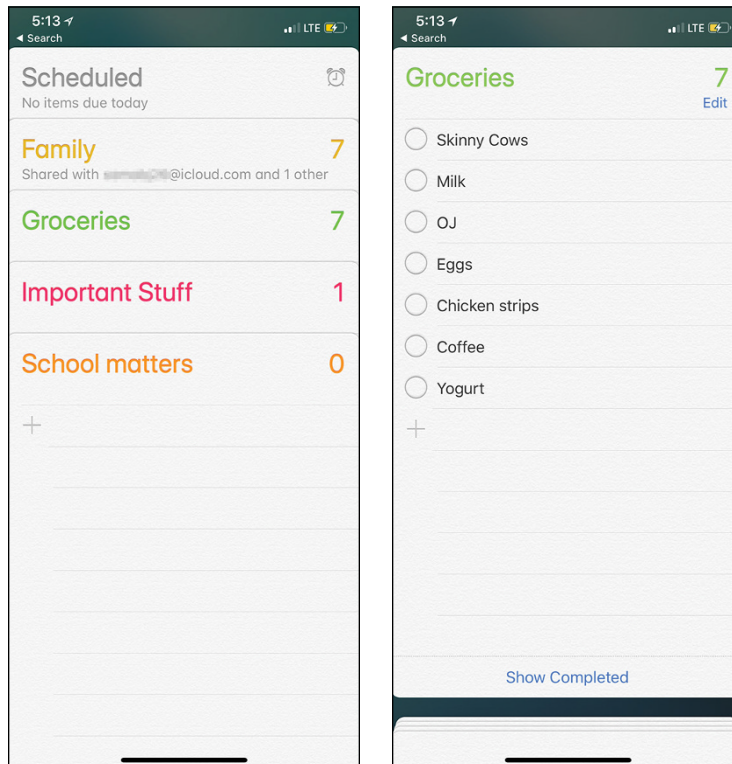 5:13
Search
LTE
Scheduled
No items due today
Family 7
Shared with @icloud.com and 1 other
Groceries 7
Important Stuff 1
School matters 0
5:13
Search
LTE
Groceries 7
Edit
Skinny Cows
Milk
OJ
Eggs
Chicken strips
Coffee
Yogurt
Show Completed